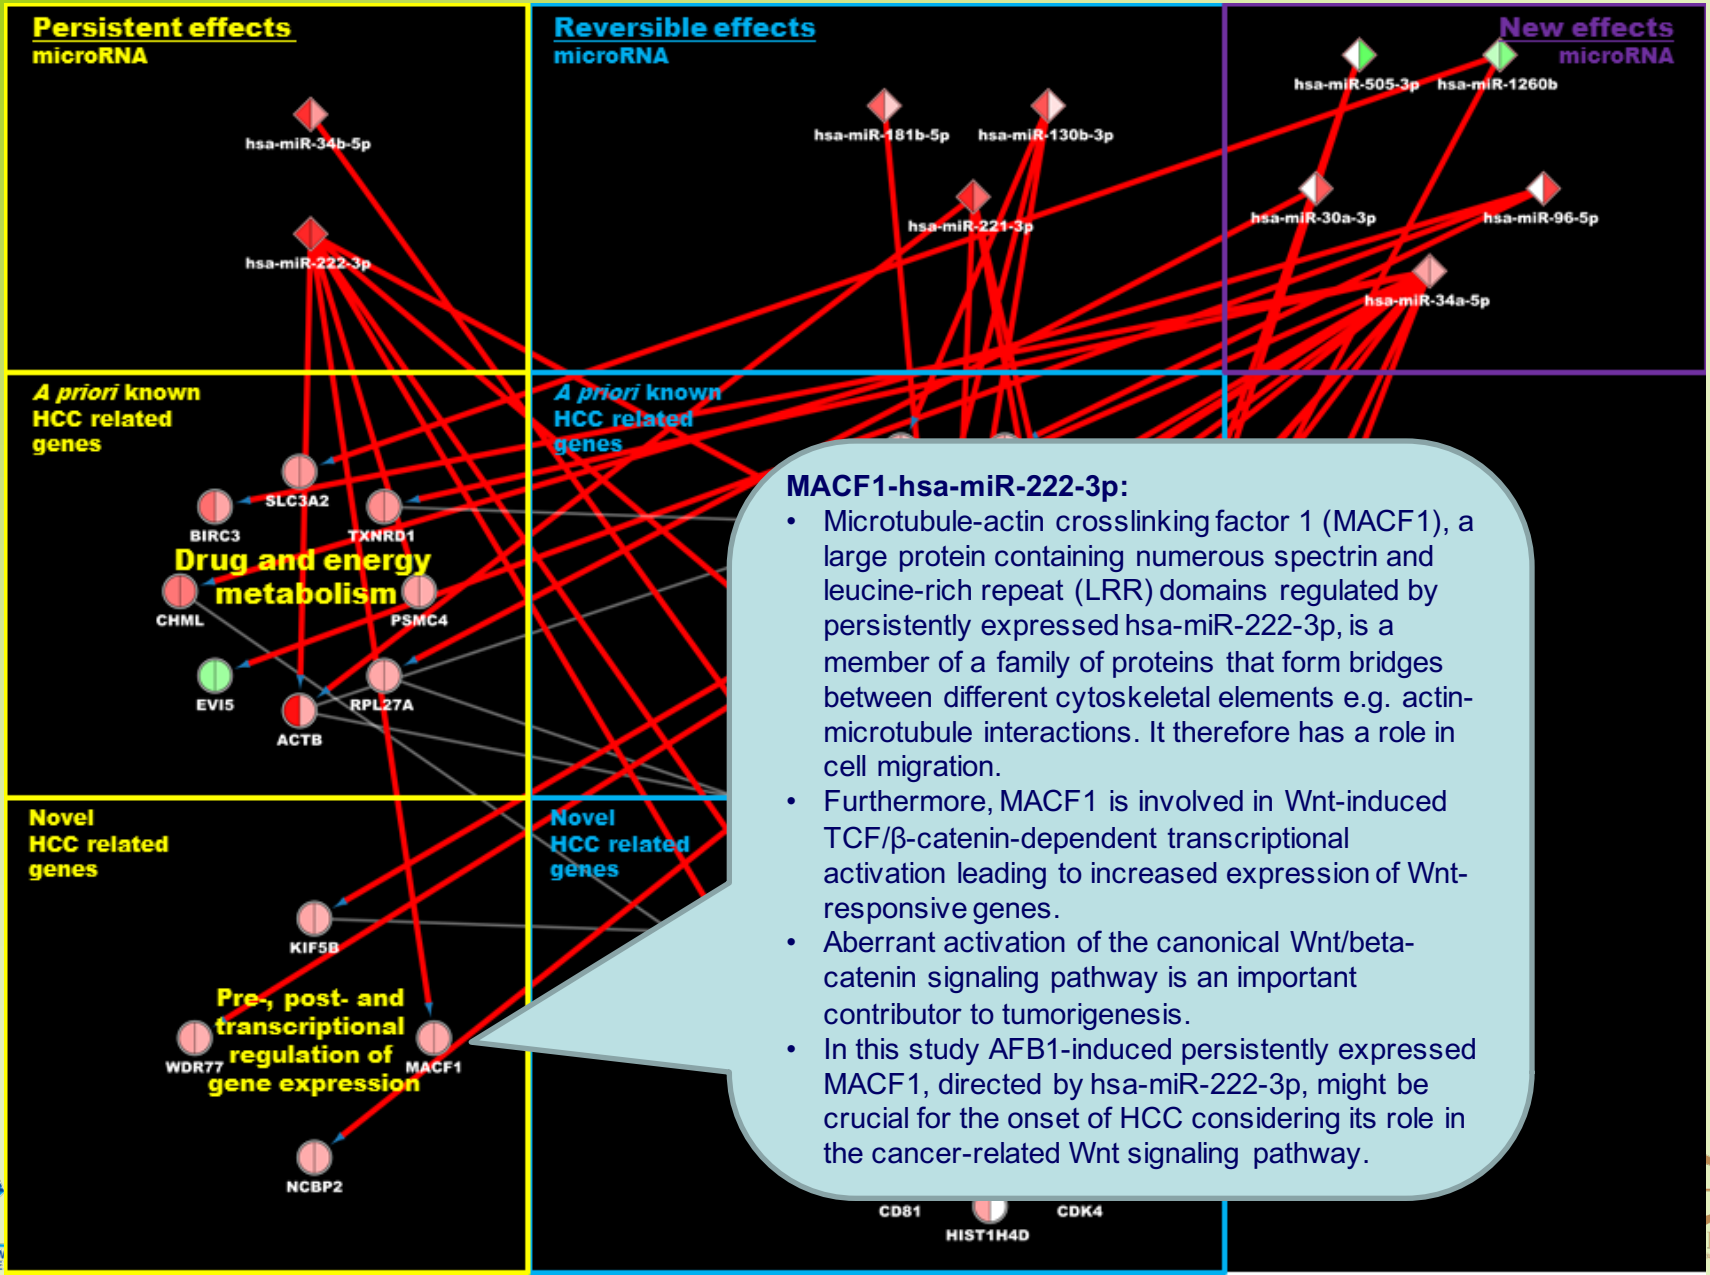 Persistent effects
microRNA
hsa-miR-34b-5p
hsa-miR-222-3p
Reversible effects
microRNA
hsa-miR-181b-5p
hsa-miR-130b-3p
hsa-miR-221-3p
New effects
microRNA
hsa-miR-505-3p
hsa-miR-1260b
hsa-miR-30a-3p
hsa-miR-96-5p
hsa-miR-34a-5p
A priori known
HCC related
genes
SLC3A2
BIRC3
TXNRD1
Drug and energy
metabolism
CHML
PSMC4
EVI5
RPL27A
ACTB
A priori known
HCC related
genes
Novel
HCC related
genes
KIF5B
Pre-, post- and
transcriptional
regulation of
gene expression
WDR77
MACF1
NCBP2
Novel
HCC related
genes
MACF1-hsa-miR-222-3p:
• Microtubule-actin crosslinking factor 1 (MACF1), a
large protein containing numerous spectrin and
leucine-rich repeat (LRR) domains regulated by
persistently expressed hsa-miR-222-3p, is a
member of a family of proteins that form bridges
between different cytoskeletal elements e.g. actin-
microtubule interactions. It therefore has a role in
cell migration.
• Furthermore, MACF1 is involved in Wnt-induced
TCF/β-catenin-dependent transcriptional
activation leading to increased expression of Wnt-
responsive genes.
• Aberrant activation of the canonical Wnt/beta-
catenin signaling pathway is an important
contributor to tumorigenesis.
• In this study AFB1-induced persistently expressed
MACF1, directed by hsa-miR-222-3p, might be
crucial for the onset of HCC considering its role in
the cancer-related Wnt signaling pathway.
CD81
CDK4
HIST1H4D